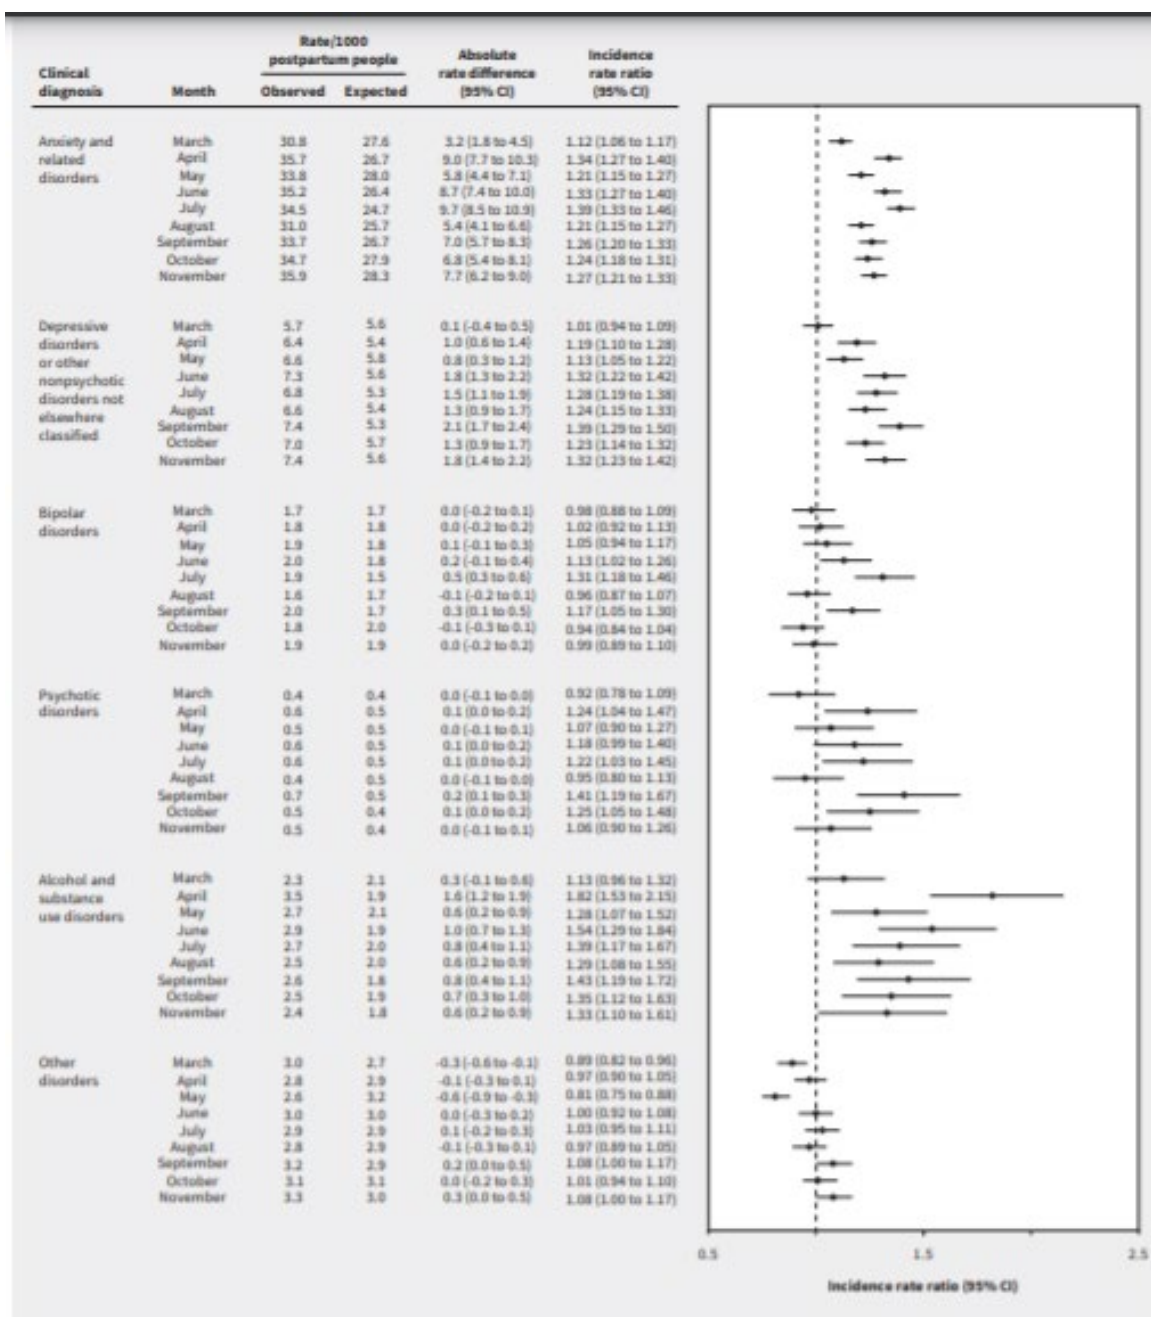 Rate/1000
postpartum people
Absolute
rate difference
(95% CI)
Incidence
rate ratio
(95% CI)
Clinical
diagnosis
Month
Observed
Expected
Anxiety and
related
disorders
March 30.8 27.6 3.2 (1.8 to 4.5) 1.12 (1.06 to 1.17)
April 35.7 26.7 9.0 (7.7 to 10.3) 1.34 (1.27 to 1.40)
May 33.8 28.0 5.8 (4.4 to 7.1) 1.21 (1.15 to 1.27)
June 35.2 26.4 8.7 (7.4 to 10.0) 1.33 (1.27 to 1.40)
July 34.5 24.7 9.7 (8.5 to 10.9) 1.39 (1.33 to 1.46)
August 31.0 25.7 5.4 (4.1 to 6.6) 1.21 (1.15 to 1.27)
September 33.7 26.7 7.0 (5.7 to 8.3) 1.26 (1.20 to 1.33)
October 34.7 27.9 6.8 (5.4 to 8.1) 1.24 (1.18 to 1.31)
November 35.9 28.3 7.7 (6.2 to 9.0) 1.27 (1.21 to 1.33)
Depressive
disorders
or other
nonpsychotic
disorders not
elsewhere
classified
March 5.7 5.6 0.1 (-0.4 to 0.5) 1.01 (0.94 to 1.09)
April 6.4 5.4 1.0 (0.6 to 1.4) 1.19 (1.10 to 1.28)
May 6.6 5.8 0.8 (0.3 to 1.2) 1.13 (1.05 to 1.22)
June 7.3 5.6 1.8 (1.3 to 2.2) 1.32 (1.22 to 1.42)
July 6.8 5.3 1.5 (1.1 to 1.9) 1.28 (1.19 to 1.38)
August 6.6 5.4 1.3 (0.9 to 1.7) 1.24 (1.15 to 1.33)
September 7.4 5.3 2.1 (1.7 to 2.4) 1.39 (1.29 to 1.50)
October 7.0 5.7 1.3 (0.9 to 1.7) 1.23 (1.14 to 1.32)
November 7.4 5.6 1.8 (1.4 to 2.2) 1.32 (1.23 to 1.42)
Bipolar
disorders
March 1.7 1.7 0.0 (-0.2 to 0.1) 0.98 (0.88 to 1.09)
April 1.8 1.8 0.0 (-0.2 to 0.2) 1.02 (0.92 to 1.13)
May 1.9 1.8 0.1 (-0.1 to 0.3) 1.05 (0.94 to 1.17)
June 2.0 1.8 0.2 (-0.1 to 0.4) 1.13 (1.02 to 1.26)
July 1.9 1.5 0.5 (0.3 to 0.6) 1.31 (1.18 to 1.46)
August 1.6 1.7 -0.1 (-0.2 to 0.1) 0.96 (0.87 to 1.07)
September 2.0 1.7 0.3 (0.1 to 0.5) 1.17 (1.05 to 1.30)
October 1.8 2.0 -0.1 (-0.3 to 0.1) 0.94 (0.84 to 1.04)
November 1.9 1.9 0.0 (-0.2 to 0.2) 0.99 (0.89 to 1.10)
Psychotic
disorders
March 0.4 0.4 0.0 (-0.1 to 0.0) 0.92 (0.78 to 1.09)
April 0.6 0.5 0.1 (0.0 to 0.2) 1.24 (1.04 to 1.47)
May 0.5 0.5 0.0 (-0.1 to 0.1) 1.07 (0.90 to 1.27)
June 0.6 0.5 0.1 (0.0 to 0.2) 1.18 (0.99 to 1.40)
July 0.6 0.5 0.1 (0.0 to 0.2) 1.22 (1.03 to 1.45)
August 0.4 0.5 0.0 (-0.1 to 0.0) 0.95 (0.80 to 1.13)
September 0.7 0.5 0.2 (0.1 to 0.3) 1.41 (1.19 to 1.67)
October 0.5 0.4 0.1 (0.0 to 0.2) 1.25 (1.05 to 1.48)
November 0.5 0.4 0.0 (-0.1 to 0.1) 1.06 (0.90 to 1.26)
Alcohol and
substance
use disorders
March 2.3 2.1 0.3 (-0.1 to 0.6) 1.13 (0.96 to 1.32)
April 3.5 1.9 1.6 (1.2 to 1.9) 1.82 (1.53 to 2.15)
May 2.7 2.1 0.6 (0.2 to 0.9) 1.28 (1.07 to 1.52)
June 2.9 1.9 1.0 (0.7 to 1.3) 1.54 (1.29 to 1.84)
July 2.7 2.0 0.8 (0.4 to 1.1) 1.39 (1.17 to 1.67)
August 2.5 2.0 0.6 (0.2 to 0.9) 1.29 (1.08 to 1.55)
September 2.6 1.8 0.8 (0.4 to 1.1) 1.43 (1.19 to 1.72)
October 2.5 1.9 0.7 (0.3 to 1.0) 1.35 (1.12 to 1.63)
November 2.4 1.8 0.6 (0.2 to 0.9) 1.33 (1.10 to 1.61)
Other
disorders
March 3.0 2.7 -0.3 (-0.6 to -0.1) 0.89 (0.82 to 0.96)
April 2.8 2.9 -0.1 (-0.3 to 0.1) 0.97 (0.90 to 1.05)
May 2.6 3.2 -0.6 (-0.9 to -0.3) 0.81 (0.75 to 0.88)
June 3.0 3.0 0.0 (-0.3 to 0.2) 1.00 (0.92 to 1.08)
July 2.9 2.9 0.1 (-0.2 to 0.3) 1.03 (0.95 to 1.11)
August 2.8 2.9 -0.1 (-0.3 to 0.1) 0.97 (0.89 to 1.05)
September 3.2 2.9 0.2 (0.0 to 0.5) 1.08 (1.00 to 1.17)
October 3.1 3.1 0.0 (-0.2 to 0.3) 1.01 (0.94 to 1.10)
November 3.3 3.0 0.3 (0.0 to 0.5) 1.08 (1.00 to 1.17)
0.5 1.5 2.5
Incidence rate ratio (95% CI)